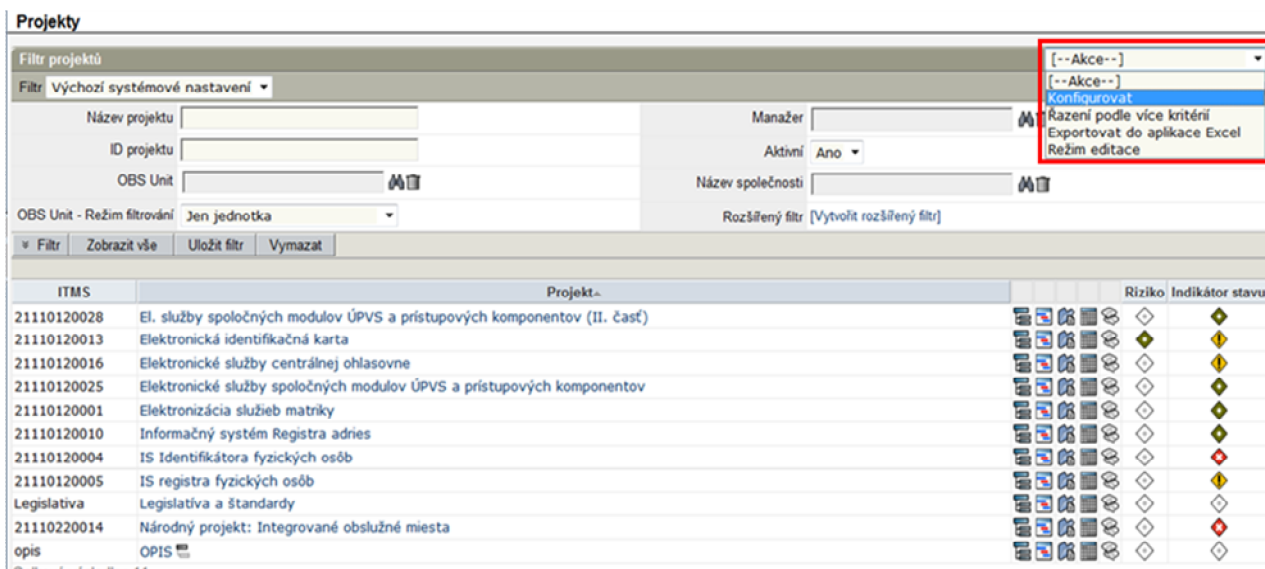 Projekty
Filtr projektů
[--Akce--]
[--Akce--]
Konfigurovat
Řazení podle více kritérií
Exportovat do aplikace Excel
Režim editace
Filtr Výchozí systémové nastavení
Název projektu
Manažer
ID projektu
Aktivní Ano
OBS Unit
Název společnosti
OBS Unit - Režim filtrování Jen jednotka
Rozšířený filtr [Vytvořit rozšířený filtr]
Filtr Zobrazit vše Uložit filtr Vymazat
ITMS Projekt Riziko Indikátor stavu
21110120028 El. služby spoločných modulov ÚPVS a prístupových komponentov (II. časť)
21110120013 Elektronická identifikačná karta
21110120016 Elektronické služby centrálnej ohlasovne
21110120025 Elektronické služby spoločných modulov ÚPVS a prístupových komponentov
21110120001 Elektronizácia služieb matriky
21110120010 Informačný systém Registra adries
21110120004 IS Identifikátora fyzických osôb
21110120005 IS registra fyzických osôb
Legislativa Legislatíva a štandardy
21110220014 Národný projekt: Integrované obslužné miesta
opis OPIS